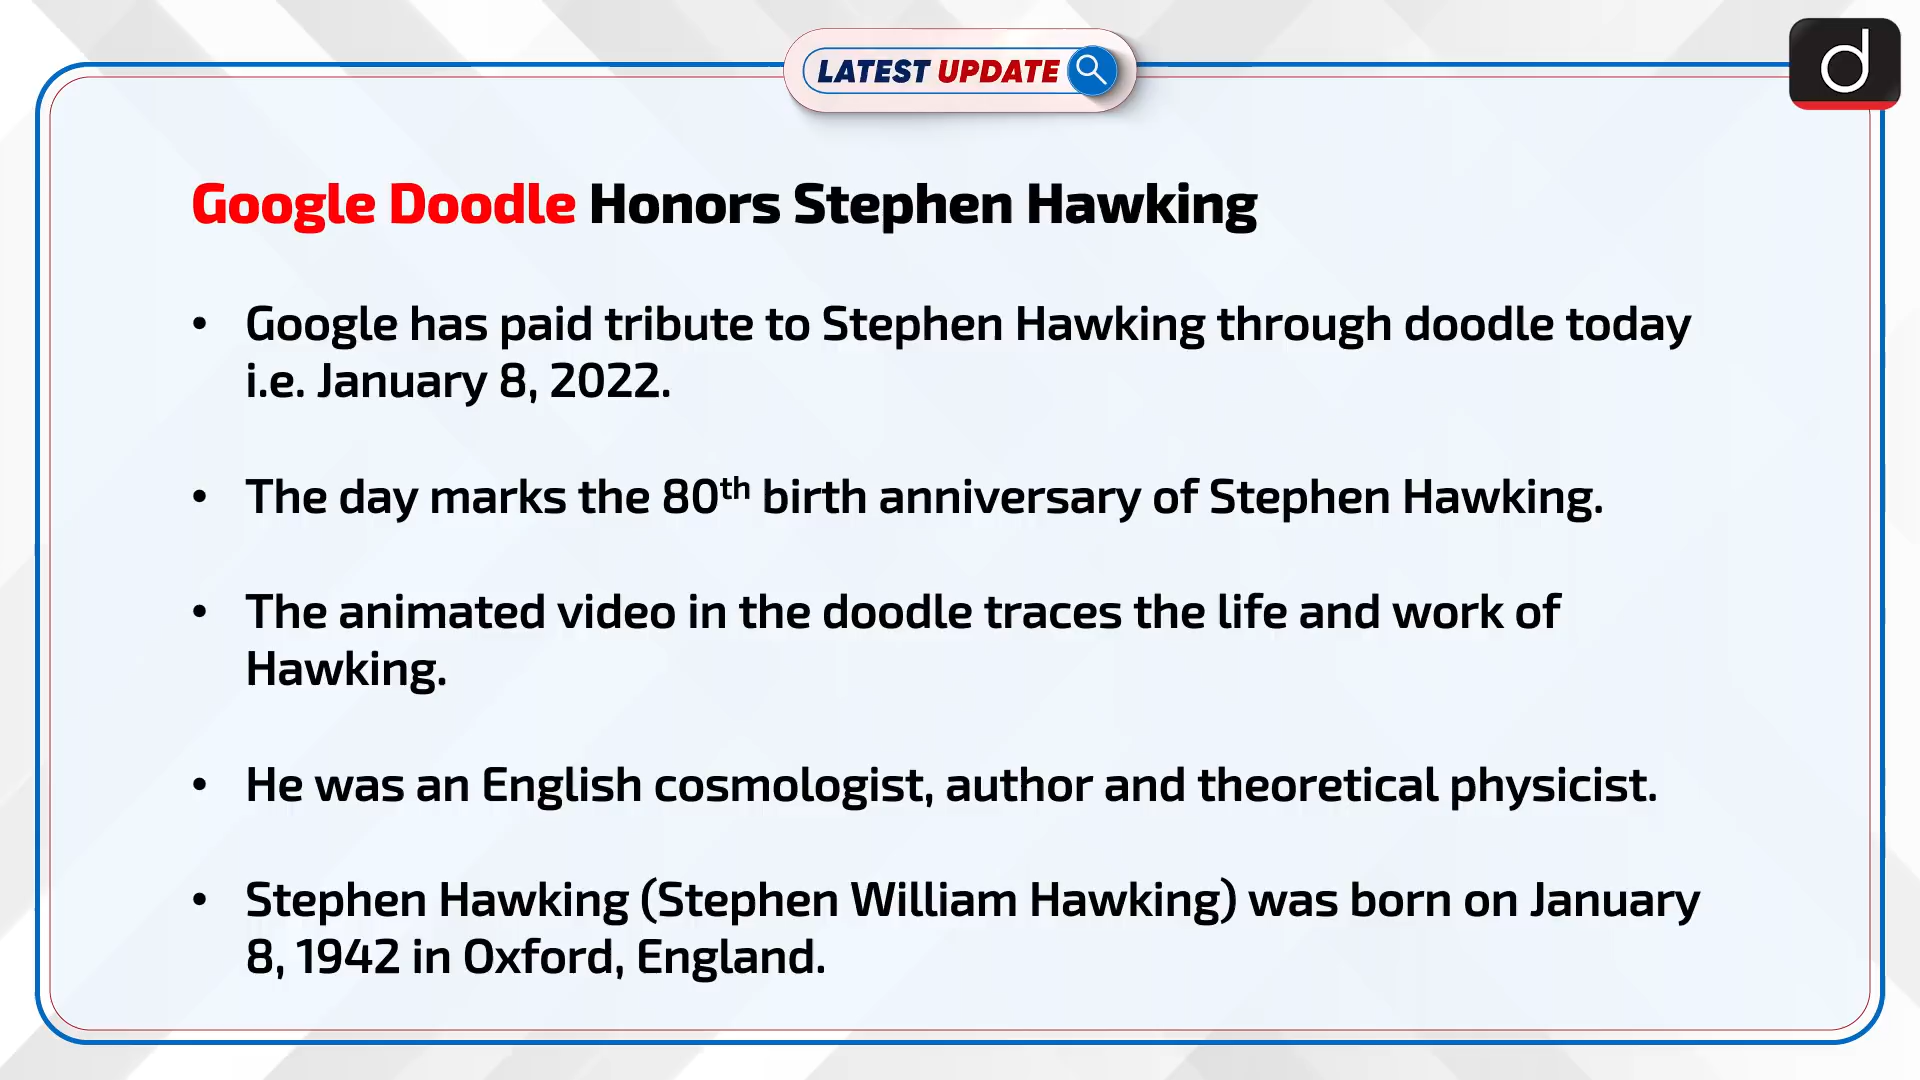 LATEST UPDATE
d
Google Doodle Honors Stephen Hawking
• Google has paid tribute to Stephen Hawking through doodle today
i.e. January 8, 2022.
• The day marks the 80th birth anniversary of Stephen Hawking.
• The animated video in the doodle traces the life and work of
Hawking.
• He was an English cosmologist, author and theoretical physicist.
• Stephen Hawking (Stephen William Hawking) was born on January
8, 1942 in Oxford, England.